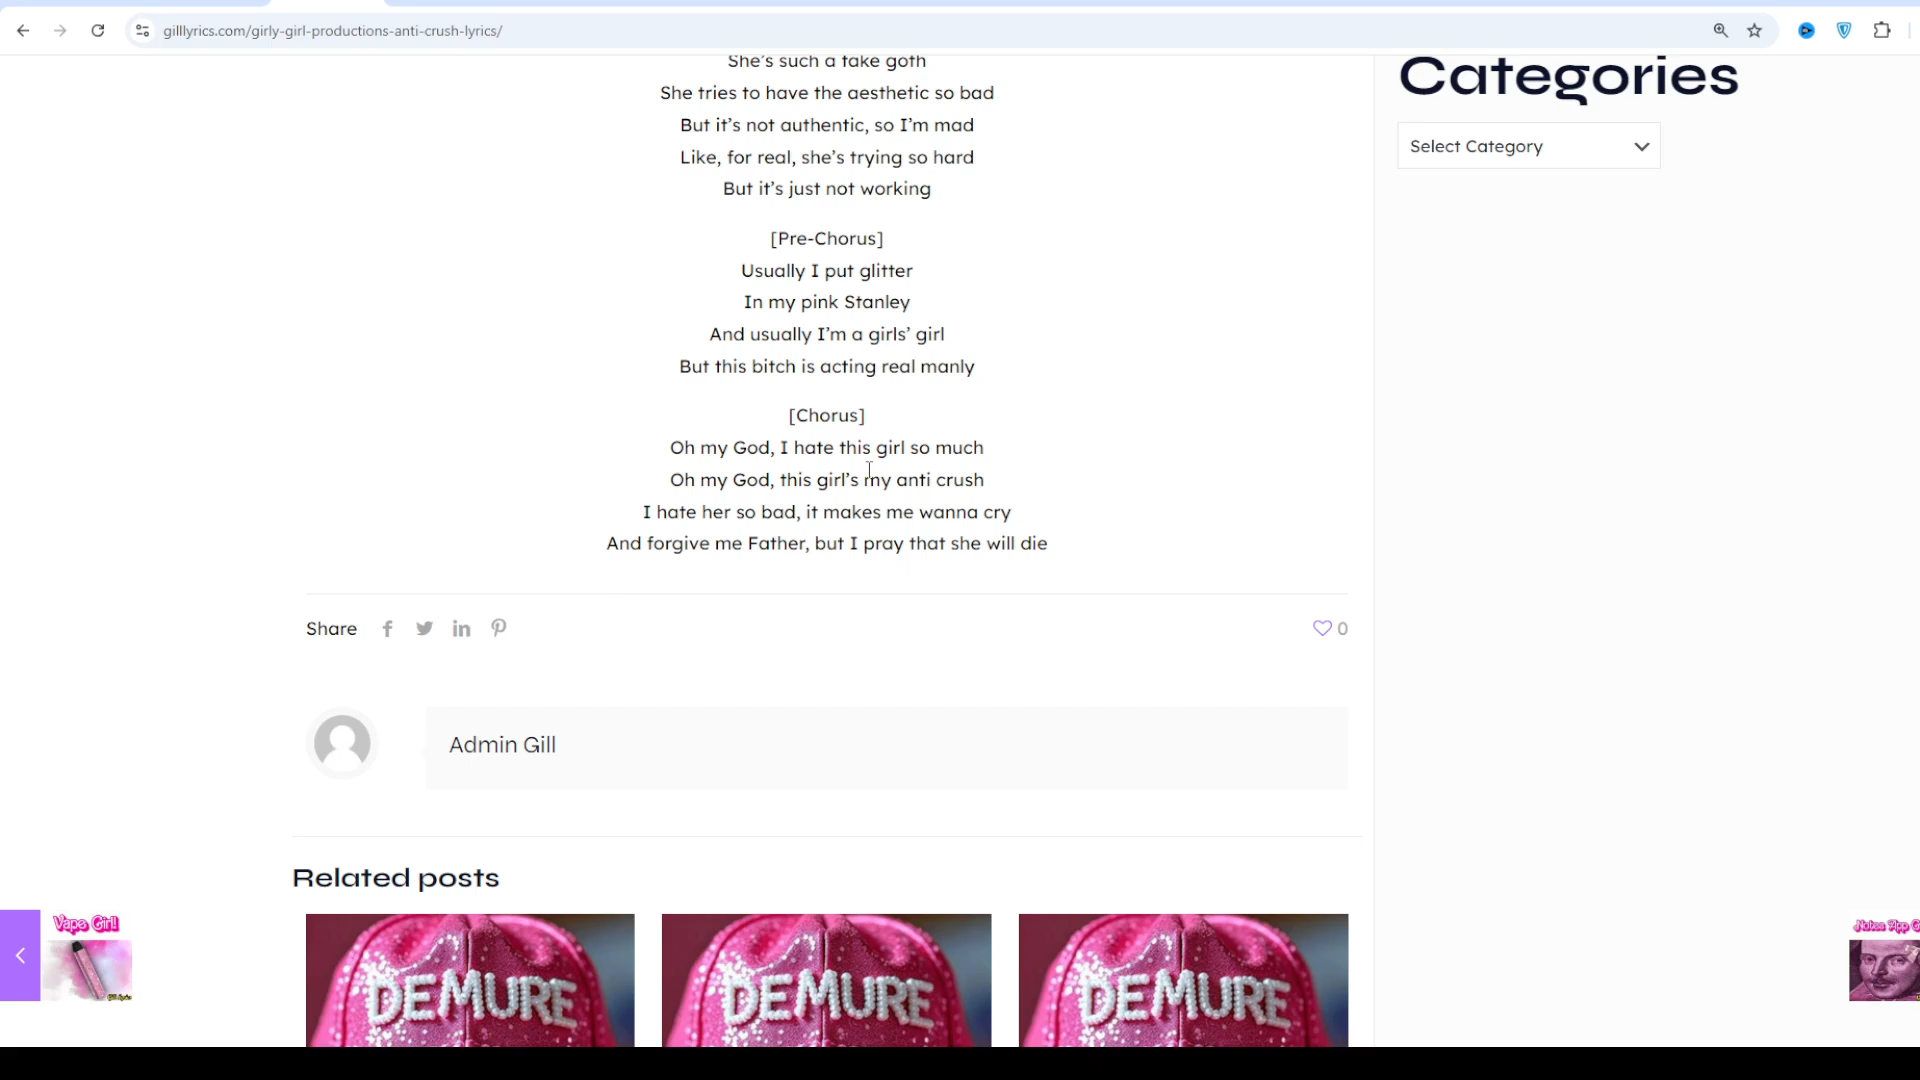 gilllyrics.com/girly-girl-productions-anti-crush-lyrics/
She's such a fake goth
She tries to have the aesthetic so bad
But it's not authentic, so I'm mad
Like, for real, she's trying so hard
But it's just not working
[Pre-Chorus]
Usually I put glitter
In my pink Stanley
And usually I'm a girls' girl
But this bitch is acting real manly
[Chorus]
Oh my God, I hate this girl so much
Oh my God, this girl's my anti crush
I hate her so bad, it makes me wanna cry
And forgive me Father, but I pray that she will die
Categories
Select Category
Share
0
Admin Gill
Related posts
Vape Girl
Gill Lyrics
DEMURE
DEMURE
DEMURE
Notes App G